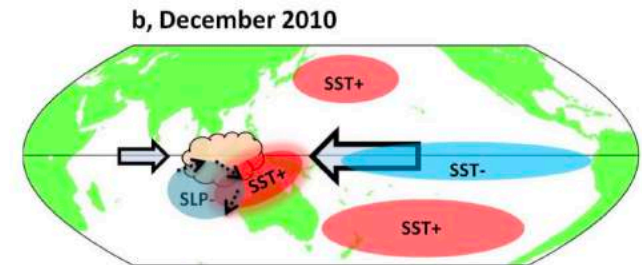 b, December 2010
SST+
SST+
SLP-
SST-
SST+